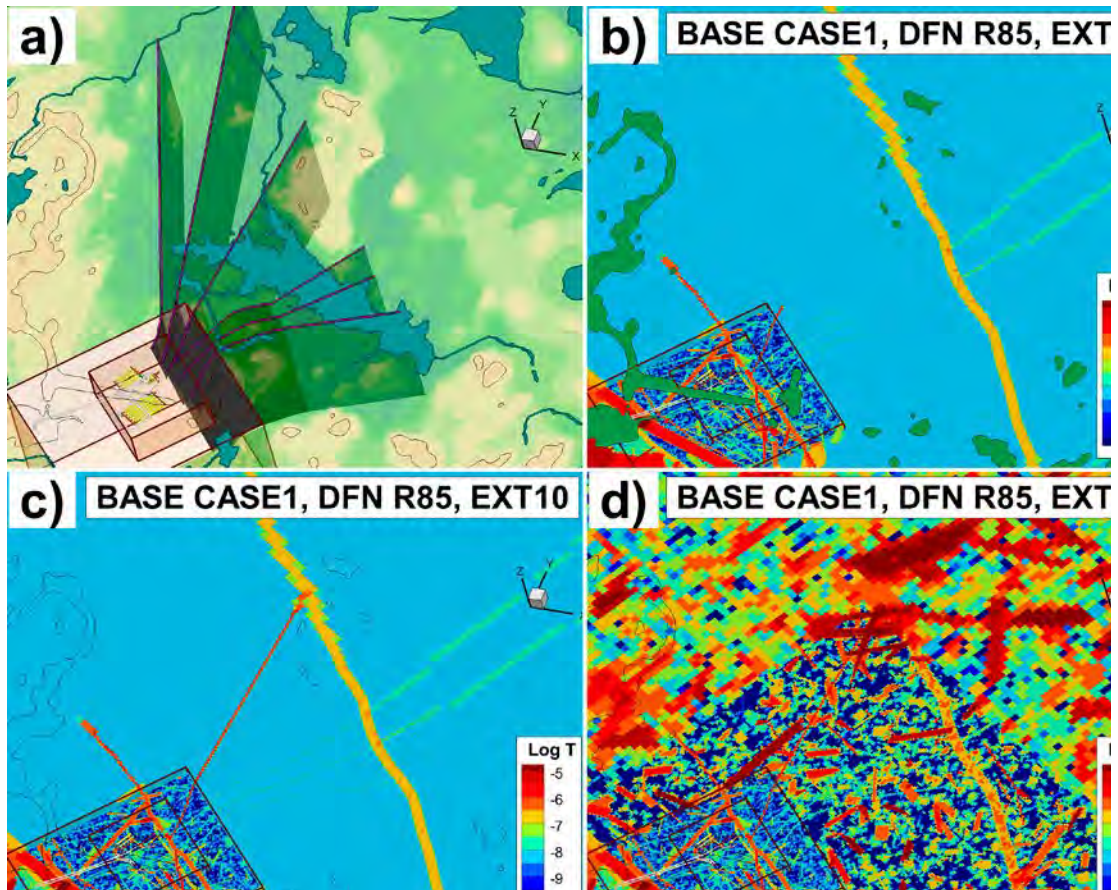 a)
Z
Y
X
b)
BASE CASE1, DFN R85, EXT
Z
c)
BASE CASE1, DFN R85, EXT10
Z
Y
Log T
-5
-6
-7
-8
-9
d)
BASE CASE1, DFN R85, EXT